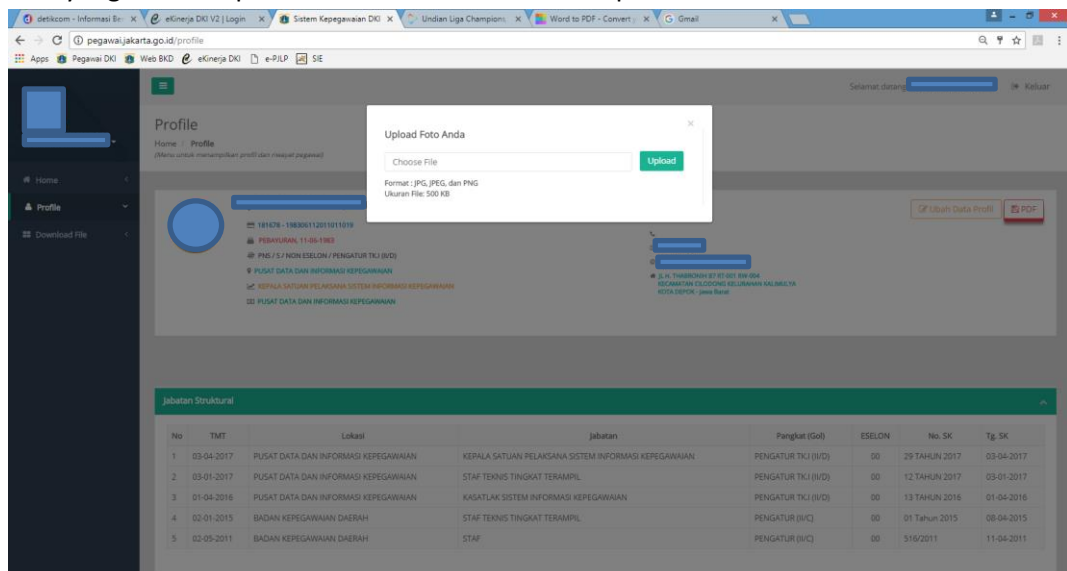 detikcom - Informasi Ber
eKinerja DKI V2 | Login
Sistem Kepegawaian DKI
Undian Liga Champions,
Word to PDF - Convert y
Gmail
pegawai.jakarta.go.id/profile
Apps
Pegawai DKI
Web BKD
eKinerja DKI
e-PJLP
SIE
Selamat datang
Keluar
Profile
Home / Profile
(Menu untuk menampilkan profil dan riwayat pegawai)
Upload Foto Anda
Choose File
Upload
Format : JPG, JPEG, dan PNG
Ukuran File: 500 KB
Home
Profile
Download File
Ubah Data Profil
PDF
181678 - 198306112011011018
PEBAYURAN, 11-06-1983
PNS / S / NON ESELON / PENGATUR TK.I (II/D)
PUSAT DATA DAN INFORMASI KEPEGAWAIAN
KEPALA SATUAN PELAKSANA SISTEM INFORMASI KEPEGAWAIAN
PUSAT DATA DAN INFORMASI KEPEGAWAIAN
RT-001 RW-004
KECAMATAN CILODONG KELURAHAN KALIMULYA
KOTA DEPOK - Jawa Barat
Jabatan Struktural
No TMT Lokasi Jabatan Pangkat (Gol) ESELON No. SK Tg. SK
1 03-04-2017 PUSAT DATA DAN INFORMASI KEPEGAWAIAN KEPALA SATUAN PELAKSANA SISTEM INFORMASI KEPEGAWAIAN PENGATUR TK.I (II/D) 00 29 TAHUN 2017 03-04-2017
2 03-01-2017 PUSAT DATA DAN INFORMASI KEPEGAWAIAN STAF TEKNIS TINGKAT TERAMPIL PENGATUR TK.I (II/D) 00 12 TAHUN 2017 03-01-2017
3 01-04-2016 PUSAT DATA DAN INFORMASI KEPEGAWAIAN KASATLAK SISTEM INFORMASI KEPEGAWAIAN PENGATUR TK.I (II/D) 00 13 TAHUN 2016 01-04-2016
4 02-01-2015 BADAN KEPEGAWAIAN DAERAH STAF TEKNIS TINGKAT TERAMPIL PENGATUR (II/C) 00 01 Tahun 2015 08-04-2015
5 02-05-2011 BADAN KEPEGAWAIAN DAERAH STAF PENGATUR (II/C) 00 516/2011 11-04-2011